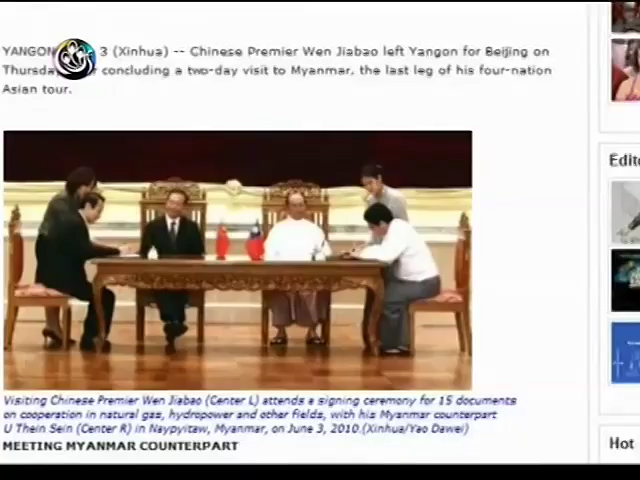 YANGON 3 (Xinhua) -- Chinese Premier Wen Jiabao left Yangon for Beijing on
Thursday concluding a two-day visit to Myanmar, the last leg of his four-nation
Asian tour.
Edito
Visiting Chinese Premier Wen Jiabao (Center L) attends a signing ceremony for 15 documents
on cooperation in natural gas, hydropower and other fields, with his Myanmar counterpart
U Thein Sein (Center R) in Naypyitaw, Myanmar, on June 3, 2010.(Xinhua/Yao Dawei)
MEETING MYANMAR COUNTERPART
Hot